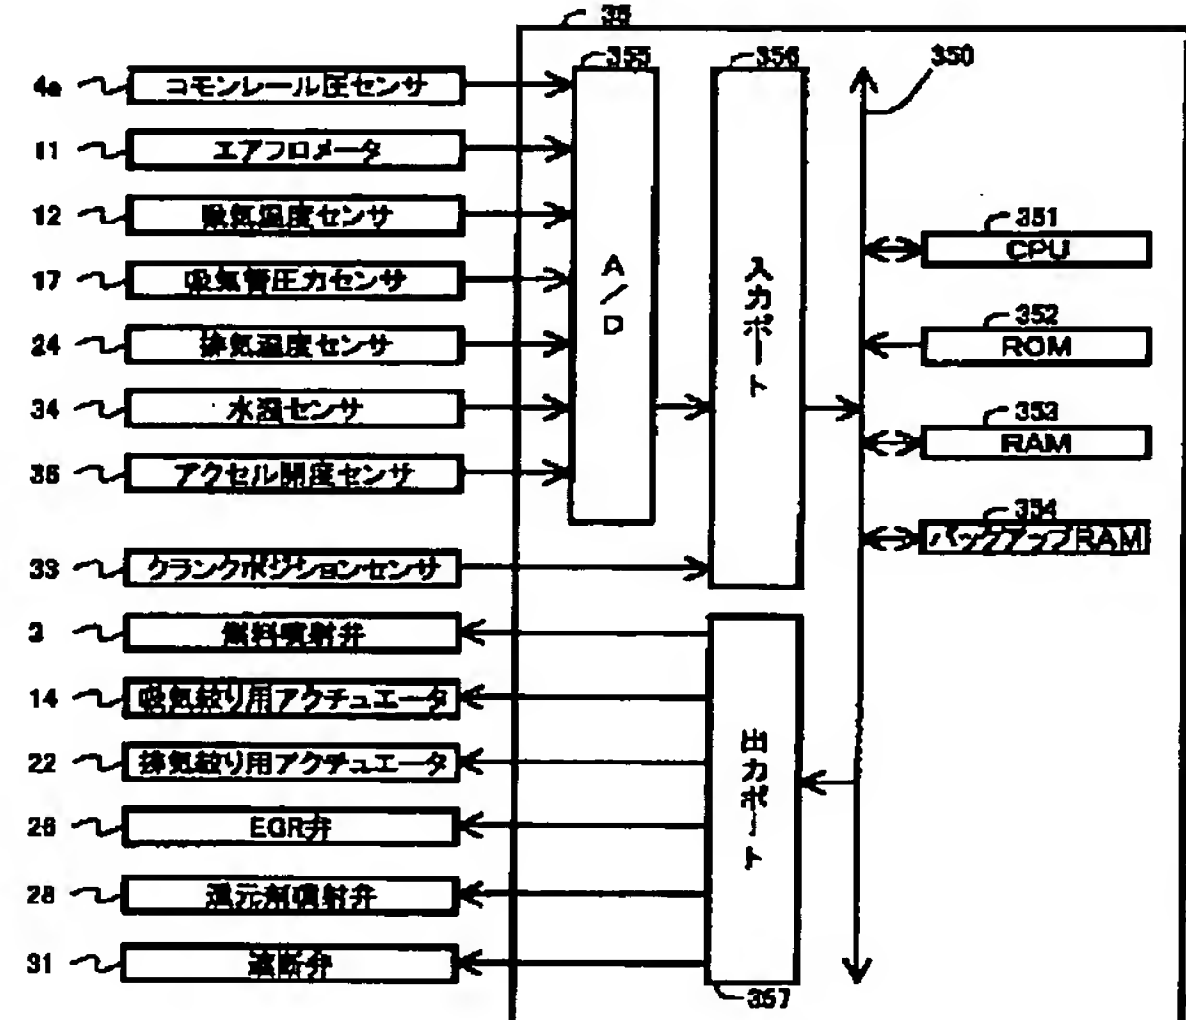 35
355
356
350
4a コモンレール圧センサ
11 エアフロメータ
12 吸気温度センサ
17 吸気管圧力センサ
24 排気温度センサ
34 水温センサ
36 アクセル開度センサ
33 クランクポジションセンサ
A/D
入力ポート
351
CPU
352
ROM
353
RAM
354
バックアップRAM
3 燃料噴射弁
14 吸気絞り用アクチュエータ
22 排気絞り用アクチュエータ
26 EGR弁
28 還元剤噴射弁
31 遮断弁
出力ポート
357